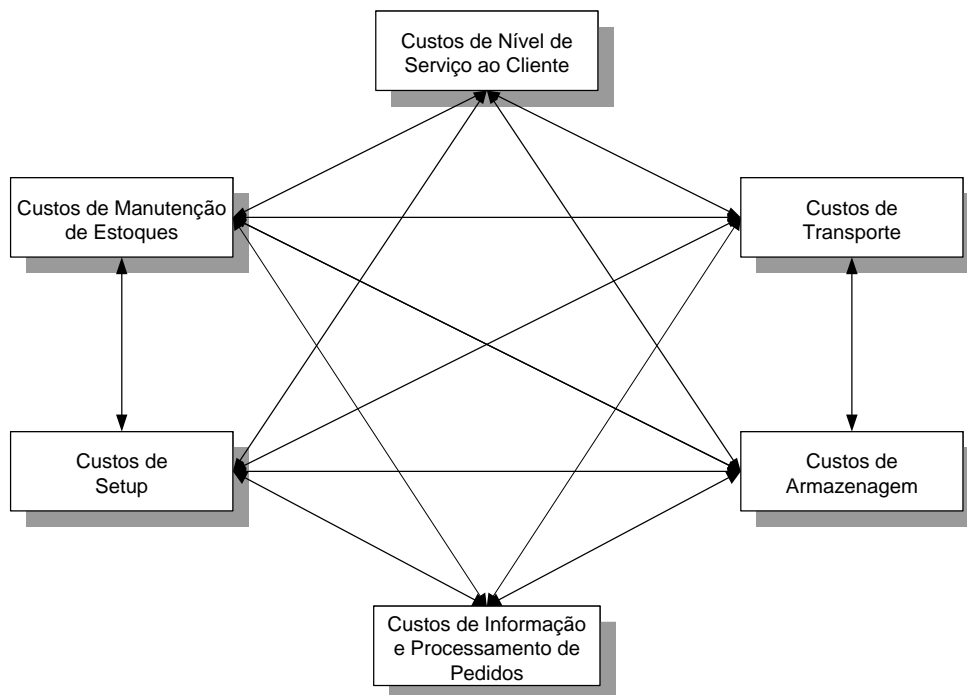 Custos de Nível de
Serviço ao Cliente
Custos de Manutenção
de Estoques
Custos de
Transporte
Custos de
Setup
Custos de
Armazenagem
Custos de Informação
e Processamento de
Pedidos